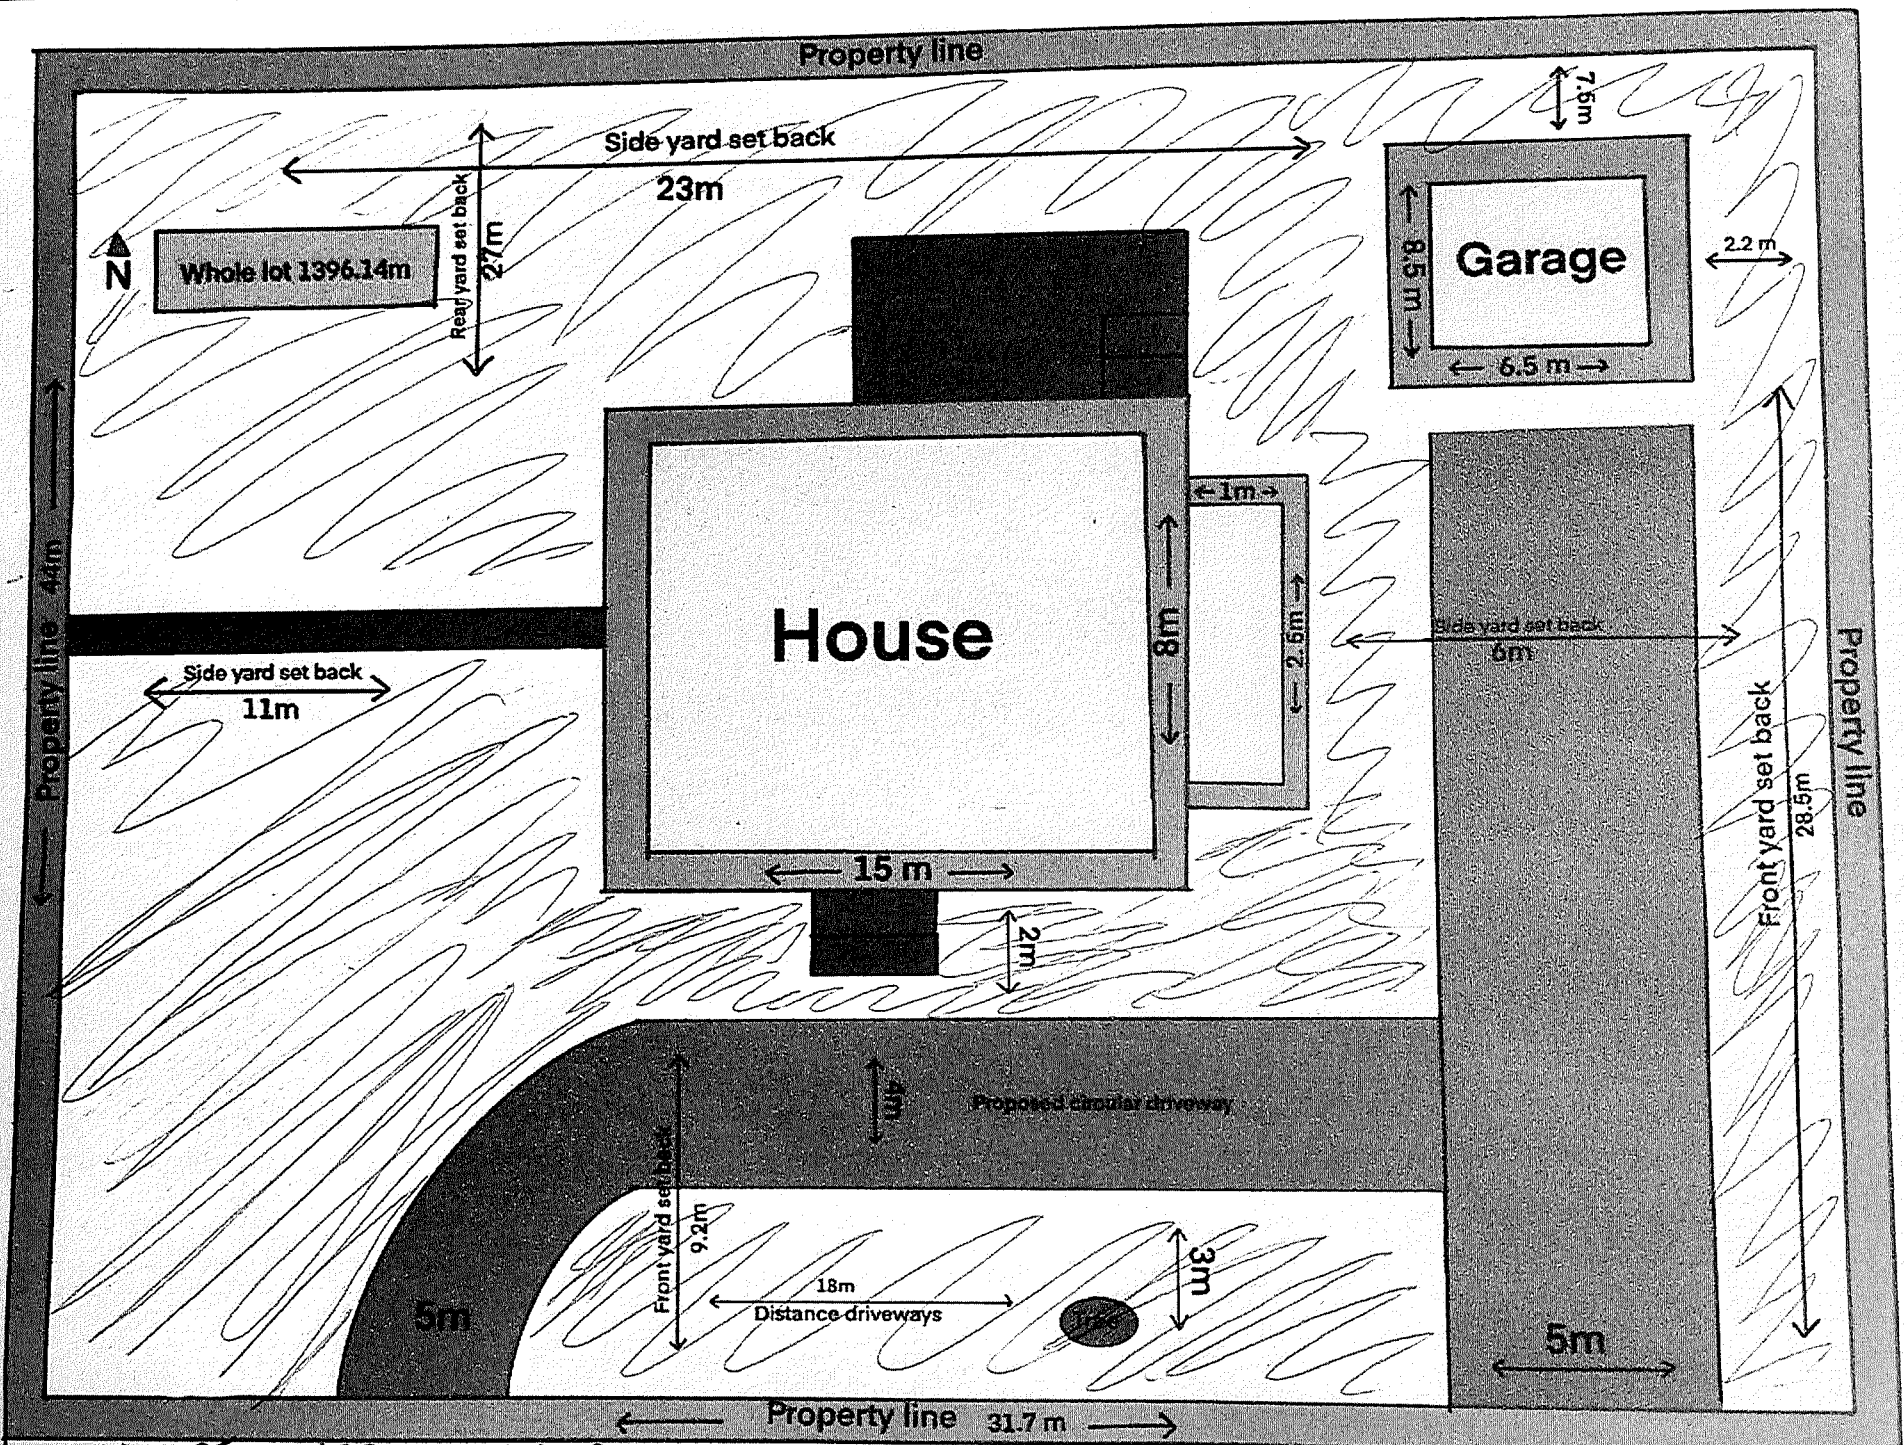 Property line
7.5m
Side yard set back
23m
Rear yard set back
27m
N
Whole lot 1396.14m
Garage
8.5 m
6.5 m
2.2 m
1m
House
8m
2.6m
Side yard set back
6m
Property line 44m
Side yard set back
11m
Property line
Front yard set back
28.5m
15 m
2m
4m
Proposed circular driveway
Front yard set back
9.2m
18m
Distance driveways
Tree
3m
5m
5m
Property line 31.7 m